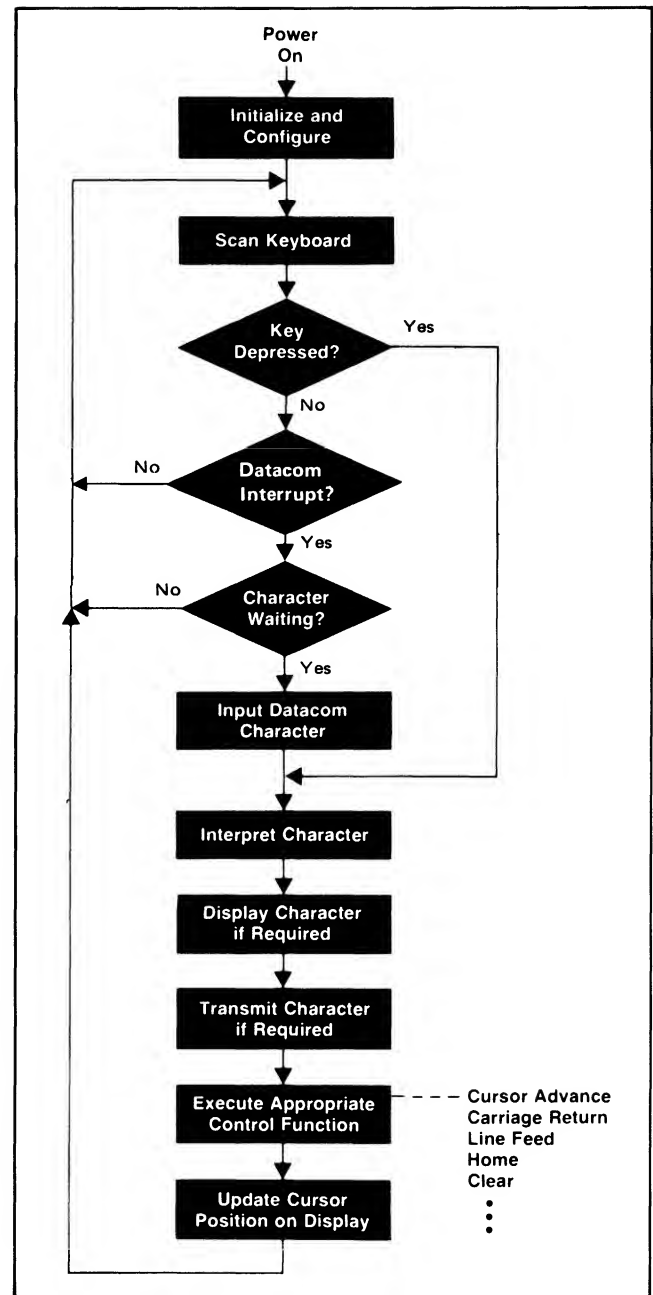 Power
On
Initialize and
Configure
Scan Keyboard
Key
Depressed?
Yes
No
Datacom
Interrupt?
No
Yes
Character
Waiting?
No
Yes
Input Datacom
Character
Interpret Character
Display Character
if Required
Transmit Character
if Required
Execute Appropriate
Control Function
Cursor Advance
Carriage Return
Line Feed
Home
Clear
Update Cursor
Position on Display